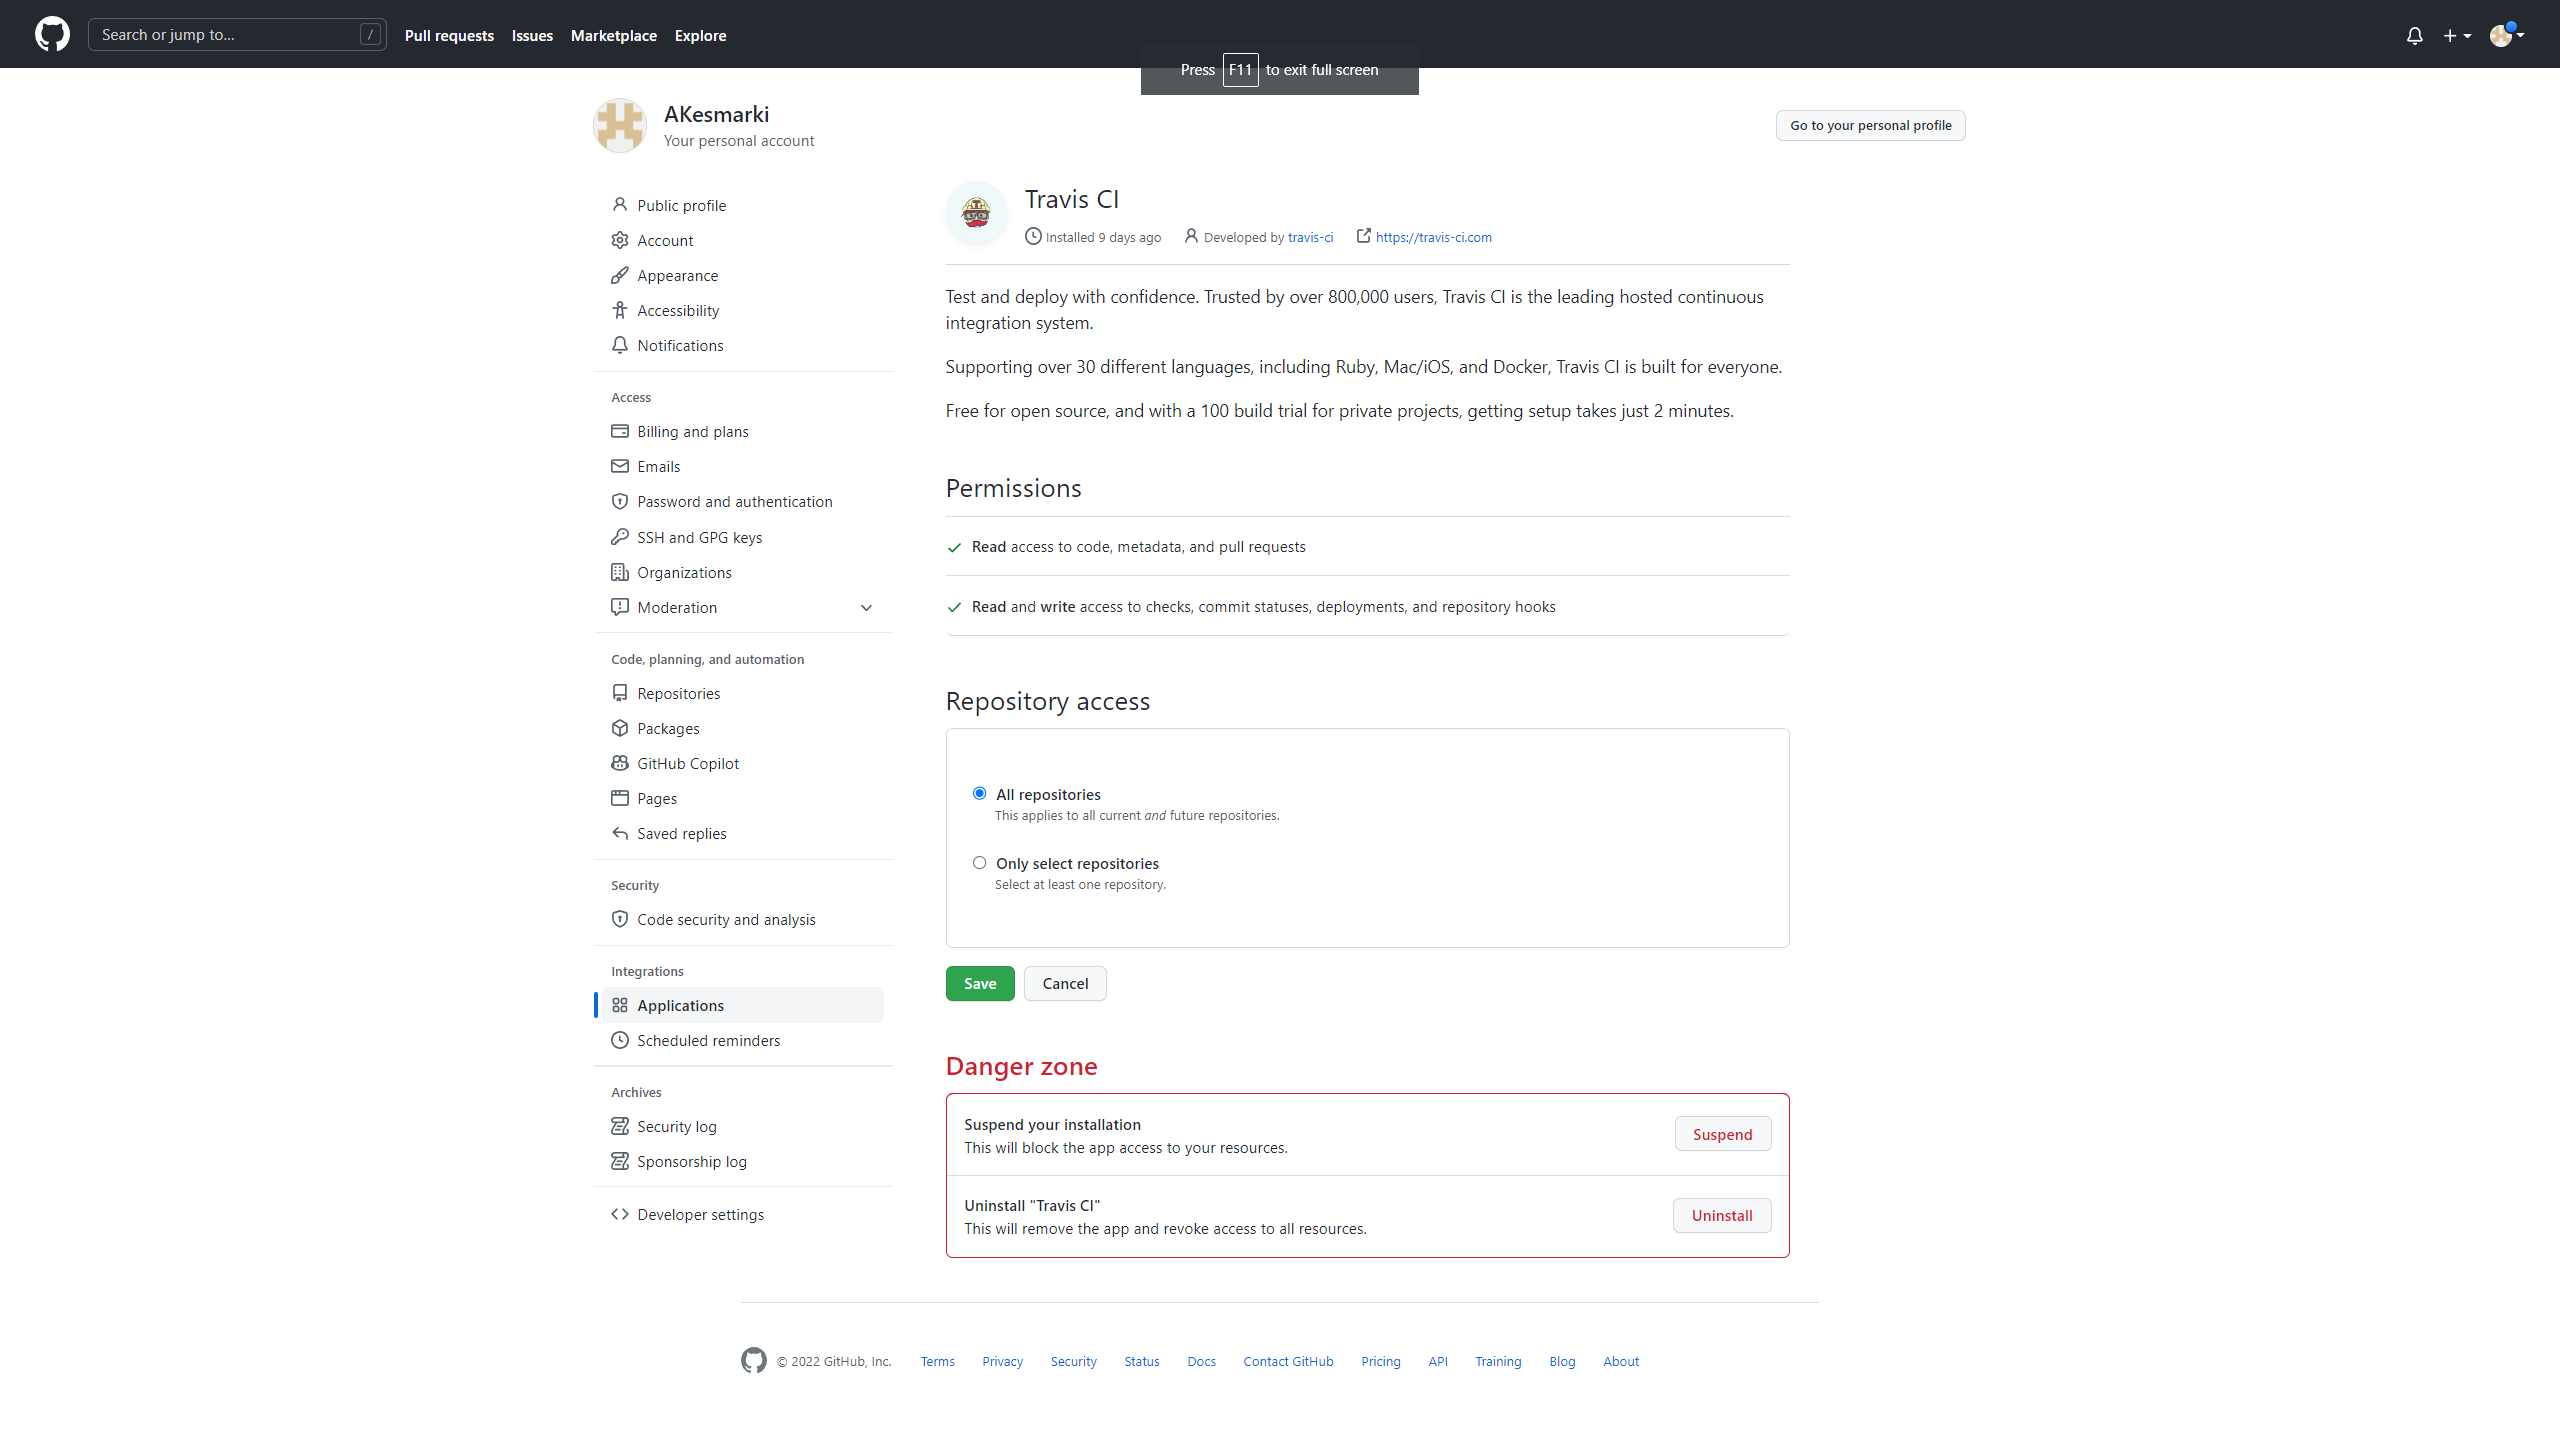 Search or jump to... /
Pull requests Issues Marketplace Explore
Press F11 to exit full screen
AKesmarki
Your personal account
Go to your personal profile
Public profile
Account
Appearance
Accessibility
Notifications
Access
Billing and plans
Emails
Password and authentication
SSH and GPG keys
Organizations
Moderation
Code, planning, and automation
Repositories
Packages
GitHub Copilot
Pages
Saved replies
Security
Code security and analysis
Integrations
Applications
Scheduled reminders
Archives
Security log
Sponsorship log
Developer settings
Travis CI
Installed 9 days ago Developed by travis-ci https://travis-ci.com
Test and deploy with confidence. Trusted by over 800,000 users, Travis CI is the leading hosted continuous
integration system.
Supporting over 30 different languages, including Ruby, Mac/iOS, and Docker, Travis CI is built for everyone.
Free for open source, and with a 100 build trial for private projects, getting setup takes just 2 minutes.
Permissions
Read access to code, metadata, and pull requests
Read and write access to checks, commit statuses, deployments, and repository hooks
Repository access
All repositories
This applies to all current and future repositories.
Only select repositories
Select at least one repository.
Save Cancel
Danger zone
Suspend your installation
This will block the app access to your resources.
Suspend
Uninstall "Travis CI"
This will remove the app and revoke access to all resources.
Uninstall
© 2022 GitHub, Inc. Terms Privacy Security Status Docs Contact GitHub Pricing API Training Blog About